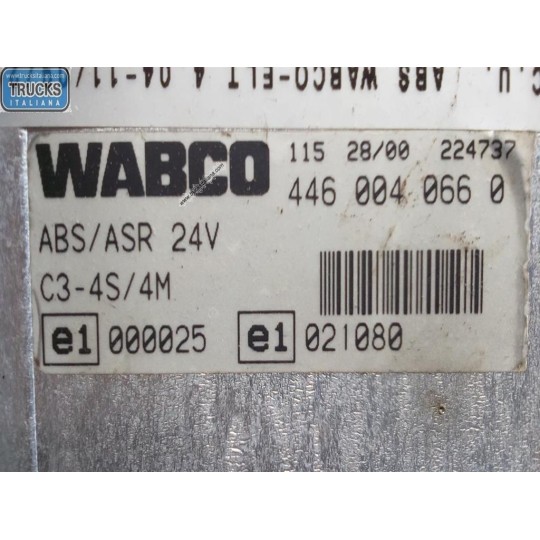 TRUCKS
ITALIANA
C.U. ABS WABCO-ELT 4 04-11/
WABCO
115 28/00 224737
446 004 066 0
ABS/ASR 24V
C3-4S/4M
e1 000025 e1 021080